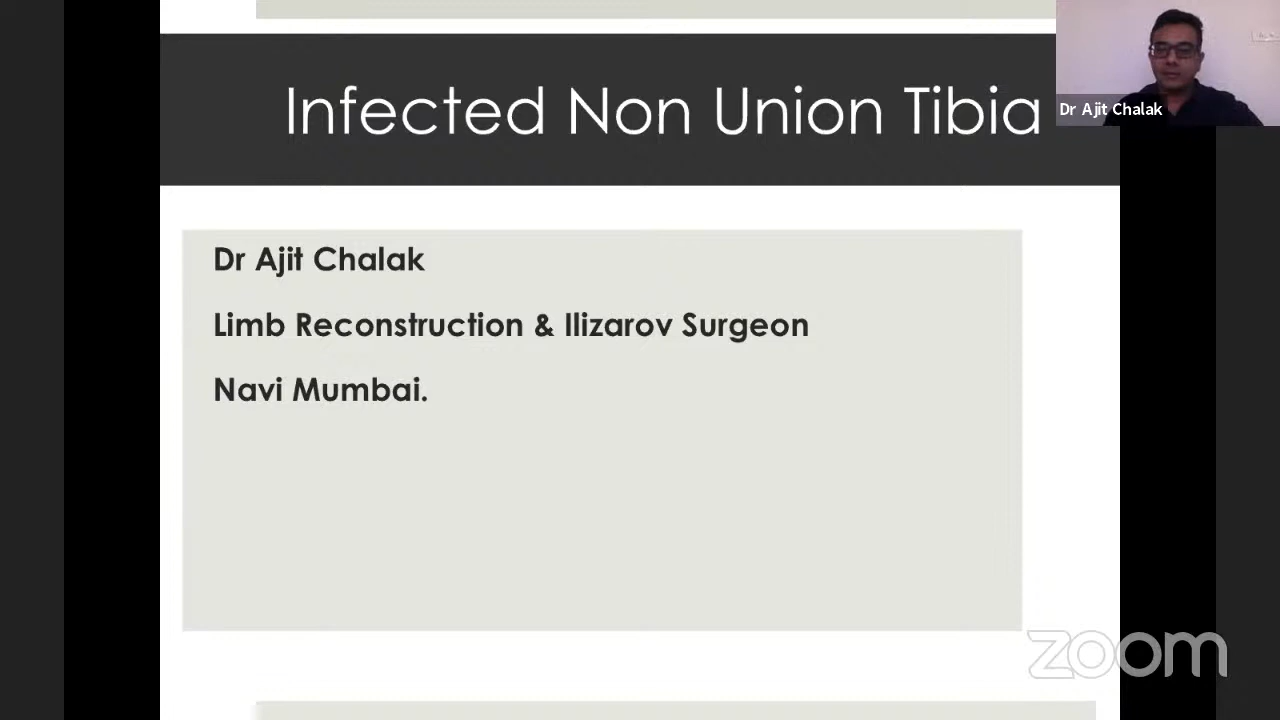 Infected Non Union Tibia
Dr Ajit Chalak
Dr Ajit Chalak
Limb Reconstruction & Ilizarov Surgeon
Navi Mumbai.
zoom